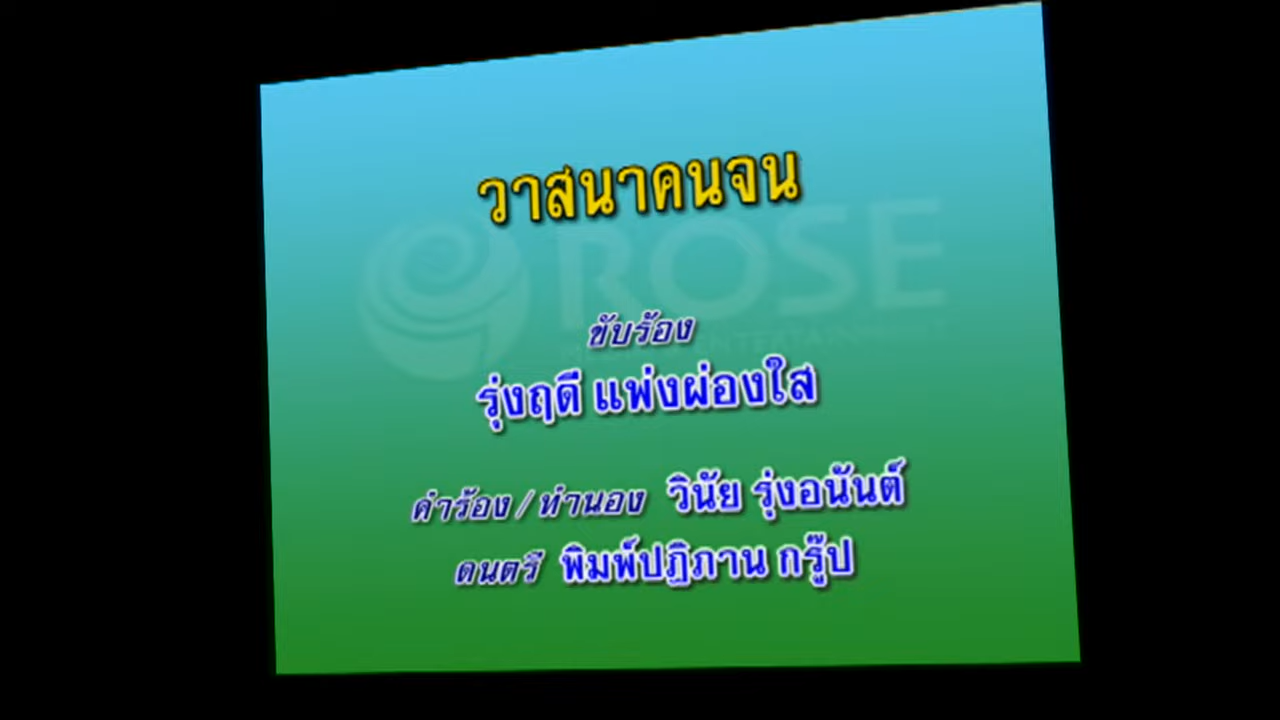 วาสนาคนจน
ROSE
ขับร้อง
รุ่งฤดี แพ่งผ่องใส
คำร้อง / ทำนอง วินัย รุ่งอนันต์
ดนตรี พิมพ์ปฏิภาน กรุ๊ป